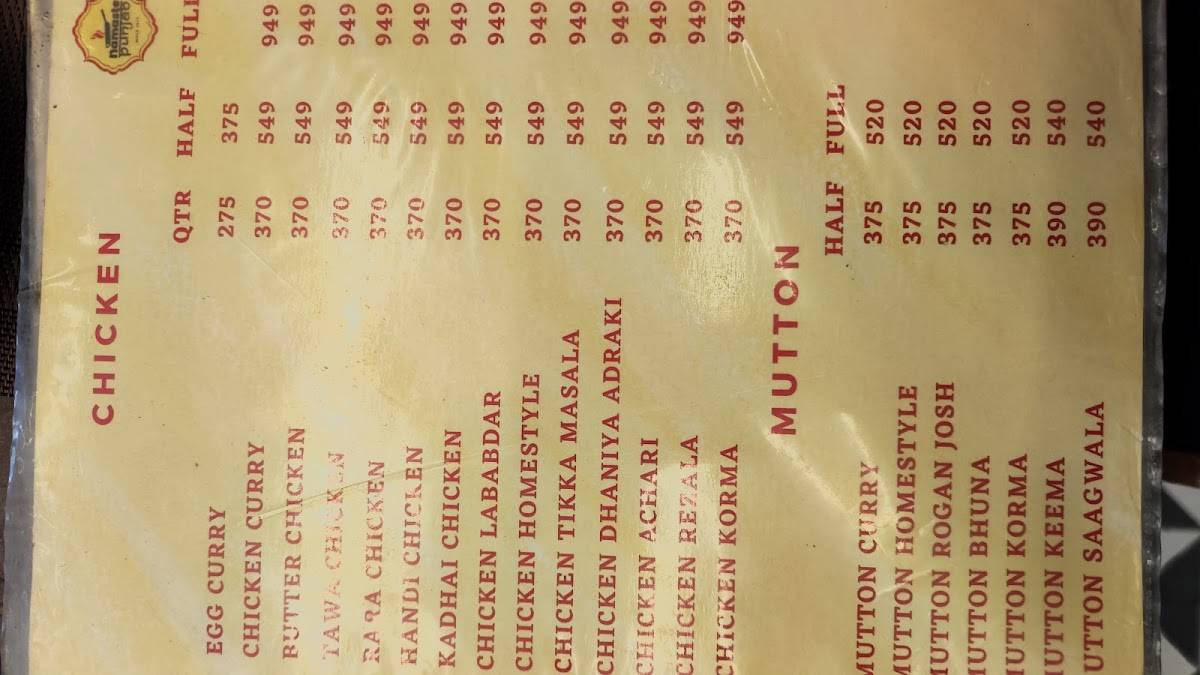 namaste
punjab
CHICKEN
QTR HALF FULL
EGG CURRY 275 375
CHICKEN CURRY 370 549 949
BUTTER CHICKEN 370 549 949
TAWA CHICKEN 370 549 949
RARA CHICKEN 370 549 949
HANDI CHICKEN 370 549 949
KADHAI CHICKEN 370 549 949
CHICKEN LABABDAR 370 549 949
CHICKEN HOMESTYLE 370 549 949
CHICKEN TIKKA MASALA 370 549 949
CHICKEN DHANIYA ADRAKI 370 549 949
CHICKEN ACHARI 370 549 949
CHICKEN REZALA 370 549 949
CHICKEN KORMA 370 549 949
MUTTON
HALF FULL
MUTTON CURRY 375 520
MUTTON HOMESTYLE 375 520
MUTTON ROGAN JOSH 375 520
MUTTON BHUNA 375 520
MUTTON KORMA 375 520
MUTTON KEEMA 390 540
UTTON SAAGWALA 390 540